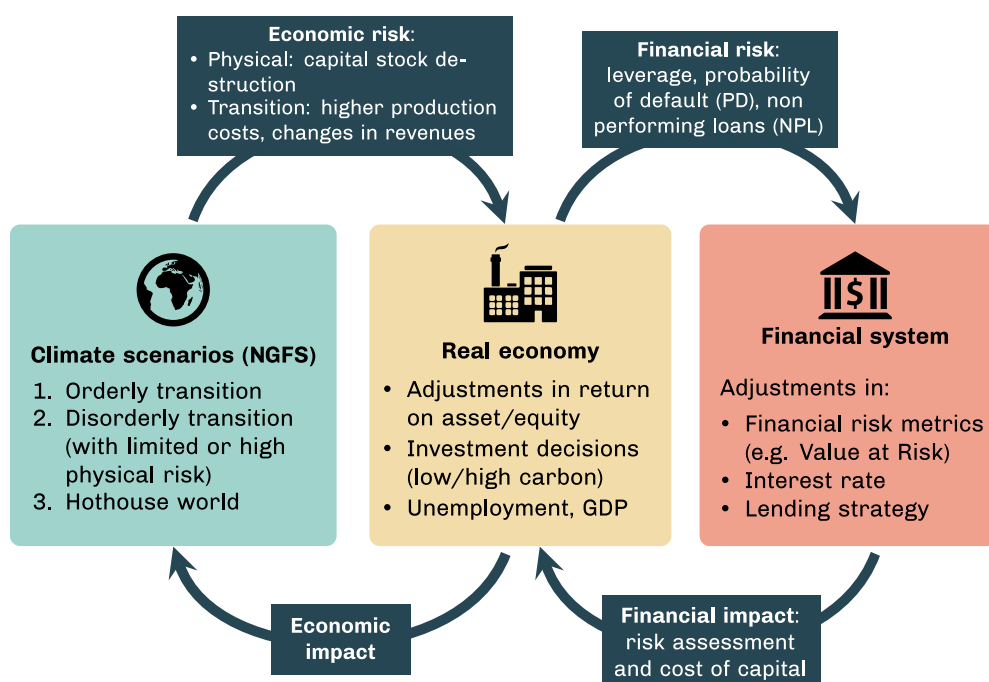 Economic risk:
• Physical: capital stock de-
struction
• Transition: higher production
costs, changes in revenues
Financial risk:
leverage, probability
of default (PD), non
performing loans (NPL)
Climate scenarios (NGFS)
1. Orderly transition
2. Disorderly transition
(with limited or high
physical risk)
3. Hothouse world
Real economy
• Adjustments in return
on asset/equity
• Investment decisions
(low/high carbon)
• Unemployment, GDP
$
Financial system
Adjustments in:
• Financial risk metrics
(e.g. Value at Risk)
• Interest rate
• Lending strategy
Economic
impact
Financial impact:
risk assessment
and cost of capital